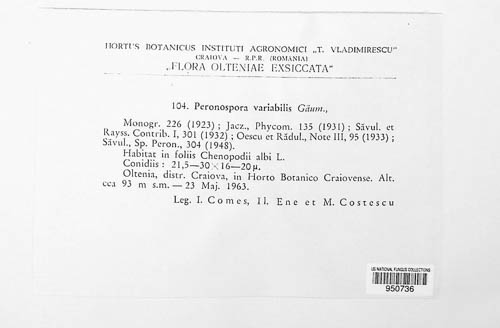 HORTUS BOTANICUS INSTITUTI AGRONOMICI „T. VLADIMIRESCU"
CRAIOVA — R.P.R. (ROMANIA)
„FLORA OLTENIAE EXSICCATA"
104. Peronospora variabilis Gäum.,
Monogr. 226 (1923) ; Jacz., Phycom. 135 (1931) ; Săvul. et
Rayss. Contrib. I, 301 (1932) ; Oescu et Rădul., Note III, 95 (1933) ;
Săvul., Sp. Peron., 304 (1948).
Habitat in foliis Chenopodii albi L.
Conidiis : 21,5—30×16—20μ.
Oltenia, distr. Craiova, in Horto Botanico Craiovense. Alt.
cca 93 m s.m. — 23 Maj. 1963.
Leg. I. Comes, Il. Ene et M. Costescu
US NATIONAL FUNGUS COLLECTIONS
950736